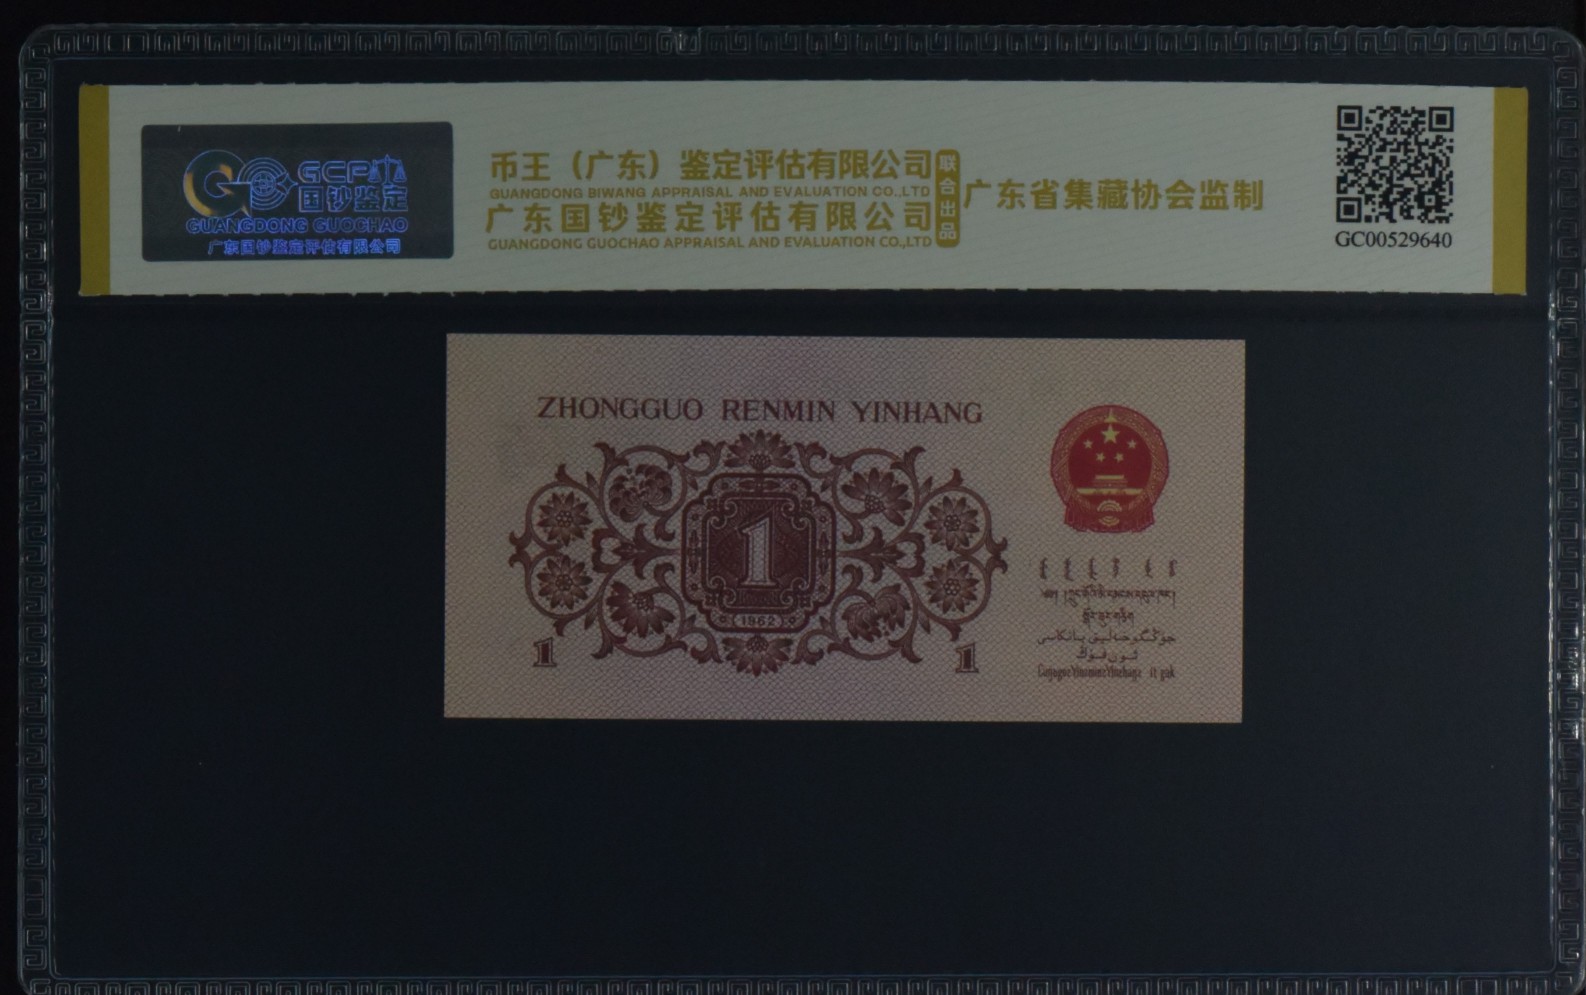 GCP
国钞鉴定
GUANGDONG GUOCHAO
广东国钞鉴定评估有限公司
币王（广东）鉴定评估有限公司
GUANGDONG BIWANG APPRAISAL AND EVALUATION CO.,LTD
广东国钞鉴定评估有限公司
GUANGDONG GUOCHAO APPRAISAL AND EVALUATION CO.,LTD
联合出品
广东省集藏协会监制
GC00529640
ZHONGGUO RENMIN YINHANG
1
1962
1
1